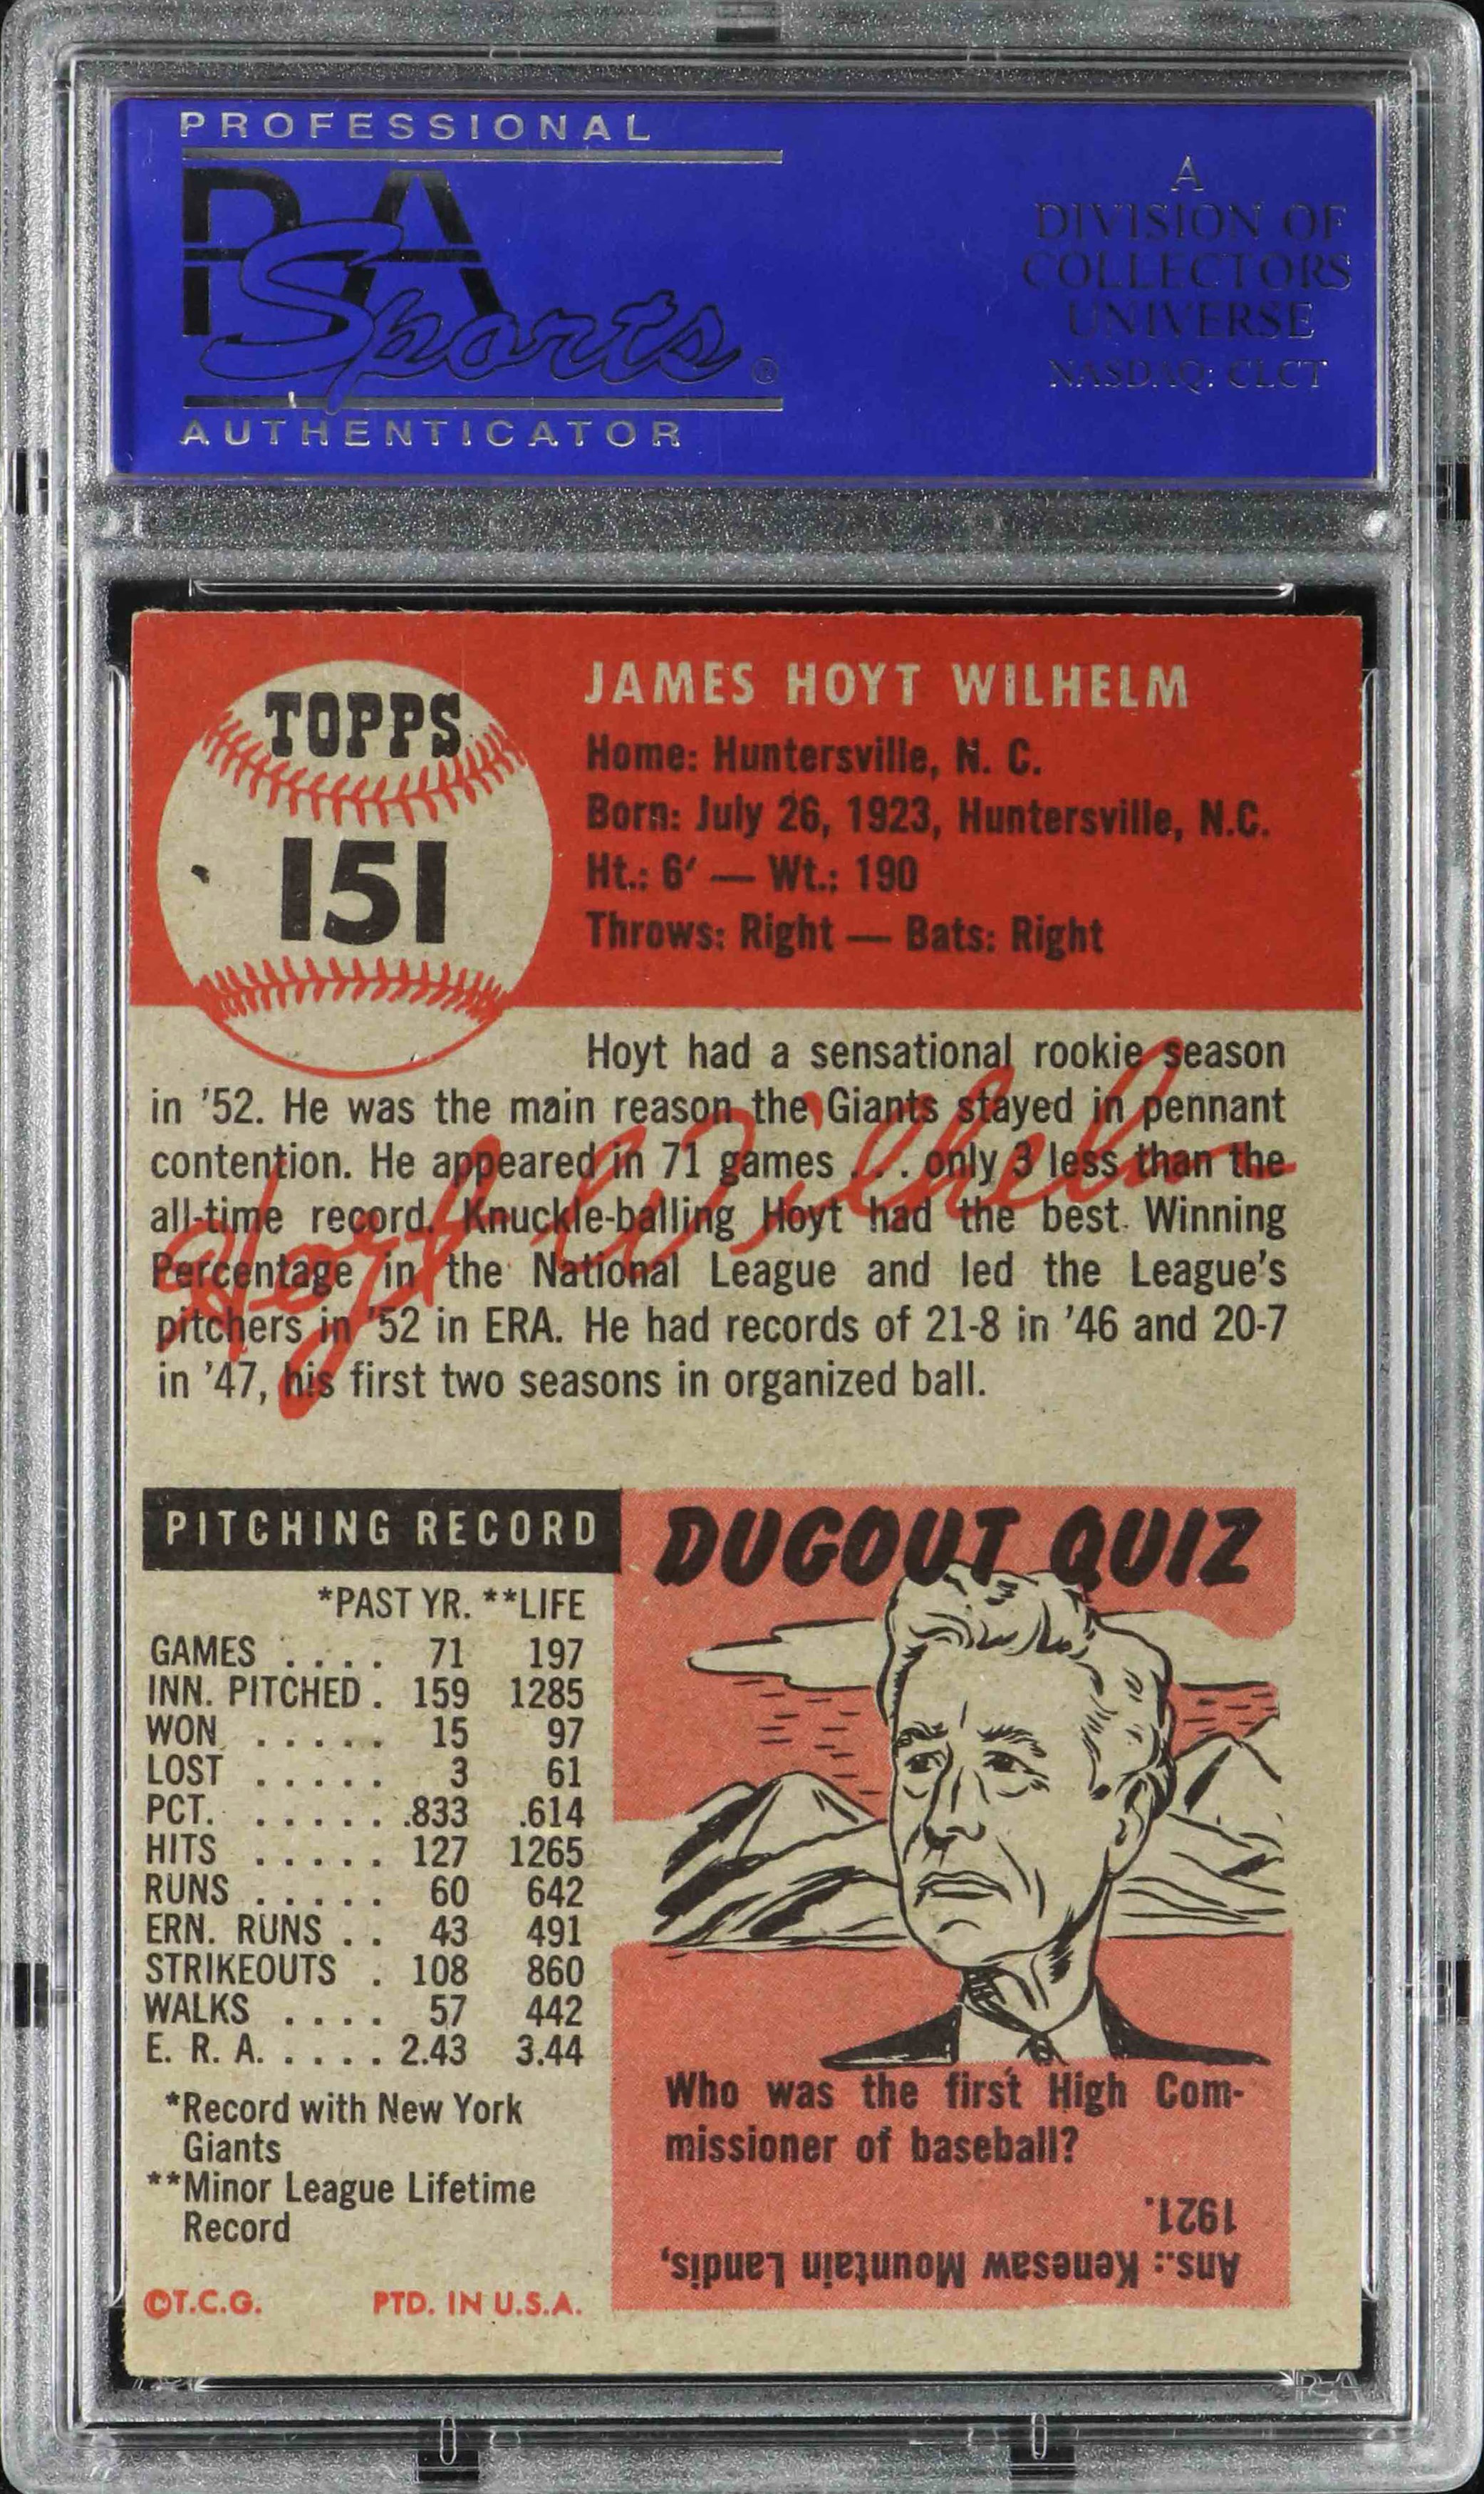 PROFESSIONAL
PSA
Sports®
AUTHENTICATOR
A
DIVISION OF
COLLECTORS
UNIVERSE
NASDAQ: CLCT
TOPPS
151
JAMES HOYT WILHELM
Home: Huntersville, N. C.
Born: July 26, 1923, Huntersville, N.C.
Ht.: 6′ — Wt.: 190
Throws: Right — Bats: Right
Hoyt had a sensational rookie season
in ’52. He was the main reason the Giants stayed in pennant
contention. He appeared in 71 games . . . only 3 less than the
all-time record. Knuckle-balling Hoyt had the best Winning
Percentage in the National League and led the League’s
pitchers in ’52 in ERA. He had records of 21-8 in ’46 and 20-7
in ’47, his first two seasons in organized ball.
Hoyt Wilhelm
PITCHING RECORD
*PAST YR. **LIFE
GAMES . . . . 71 197
INN. PITCHED . 159 1285
WON . . . . . 15 97
LOST . . . . . 3 61
PCT. . . . . . .833 .614
HITS . . . . . 127 1265
RUNS . . . . . 60 642
ERN. RUNS . . 43 491
STRIKEOUTS . 108 860
WALKS . . . . 57 442
E. R. A. . . . . . 2.43 3.44
*Record with New York
Giants
**Minor League Lifetime
Record
©T.C.G. PTD. IN U.S.A.
DUGOUT QUIZ
Who was the first High Com-
missioner of baseball?
Ans.: Kenesaw Mountain Landis,
1921.
PSA